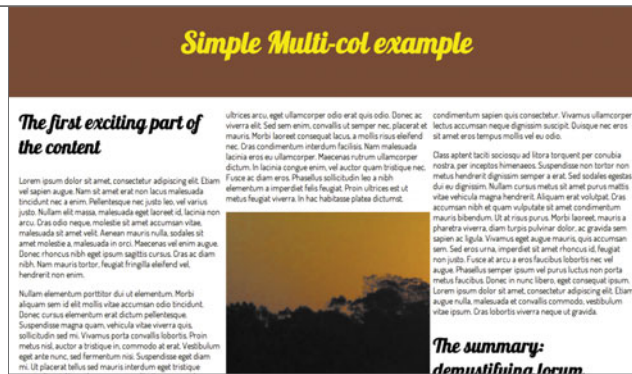 Simple Multi-col example
The first exciting part of
the content
Lorem ipsum dolor sit amet, consectetur adipiscing elit. Etiam
vel sapien augue. Nam sit amet erat non lacus malesuada
tincidunt nec a enim. Pellentesque nec justo leo, vel varius
justo. Nullam elit massa, malesuada eget laoreet id, lacinia non
arcu. Cras odio neque, molestie sit amet accumsan vitae,
malesuada sit amet velit. Aenean mauris nulla, sodales sit
amet molestie a, malesuada in orci. Maecenas vel enim augue.
Donec rhoncus nibh eget ipsum sagittis cursus. Cras ac diam
nibh. Nam mauris tortor, feugiat fringilla eleifend vel,
hendrerit non enim.
Nullam elementum porttitor dui ut elementum. Morbi
aliquam sem id elit mollis vitae accumsan odio tincidunt.
Donec cursus elementum erat dictum pellentesque.
Suspendisse magna quam, vehicula vitae viverra quis,
sollicitudin sed mi. Vivamus porta convallis lobortis. Proin
metus nisl, auctor a tristique in, commodo at erat. Vestibulum
eget ante nunc, sed fermentum nisi. Suspendisse eget diam
mi. Ut placerat tellus sed mauris interdum eget tristique
ultrices arcu, eget ullamcorper odio erat quis odio. Donec ac
viverra elit. Sed sem enim, convallis ut semper nec, placerat et
mauris. Morbi laoreet consequat lacus, a mollis risus eleifend
nec. Cras condimentum interdum facilisis. Nam malesuada
lacinia eros eu ullamcorper. Maecenas rutrum ullamcorper
dictum. In lacinia congue enim, vel auctor quam tristique nec.
Fusce ac diam eros. Phasellus sollicitudin leo a nibh
elementum a imperdiet felis feugiat. Proin ultrices est ut
metus feugiat viverra. In hac habitasse platea dictumst.
condimentum sapien quis consectetur. Vivamus ullamcorper
lectus accumsan neque dignissim suscipit. Quisque nec eros
sit amet eros tempus mollis vel eu odio.
Class aptent taciti sociosqu ad litora torquent per conubia
nostra, per inceptos himenaeos. Suspendisse non tortor non
metus hendrerit dignissim semper a erat. Sed sodales egestas
dui eu dignissim. Nullam cursus metus sit amet purus mattis
vitae vehicula magna hendrerit. Aliquam erat volutpat. Cras
accumsan nibh et quam vulputate sit amet condimentum
mauris bibendum. Ut at risus purus. Morbi laoreet, mauris a
pharetra viverra, diam turpis pulvinar dolor, ac gravida sem
sapien ac ligula. Vivamus eget augue mauris, quis accumsan
sem. Sed eros urna, imperdiet sit amet rhoncus id, feugiat
non justo. Fusce at arcu a eros faucibus lobortis nec vel
augue. Phasellus semper ipsum vel purus luctus non porta
metus faucibus. Donec in nunc libero, eget consequat ipsum.
Lorem ipsum dolor sit amet, consectetur adipiscing elit. Etiam
augue nulla, malesuada et convallis commodo, vestibulum
vitae ipsum. Cras lobortis viverra neque ut gravida.
The summary:
demustifying lorum